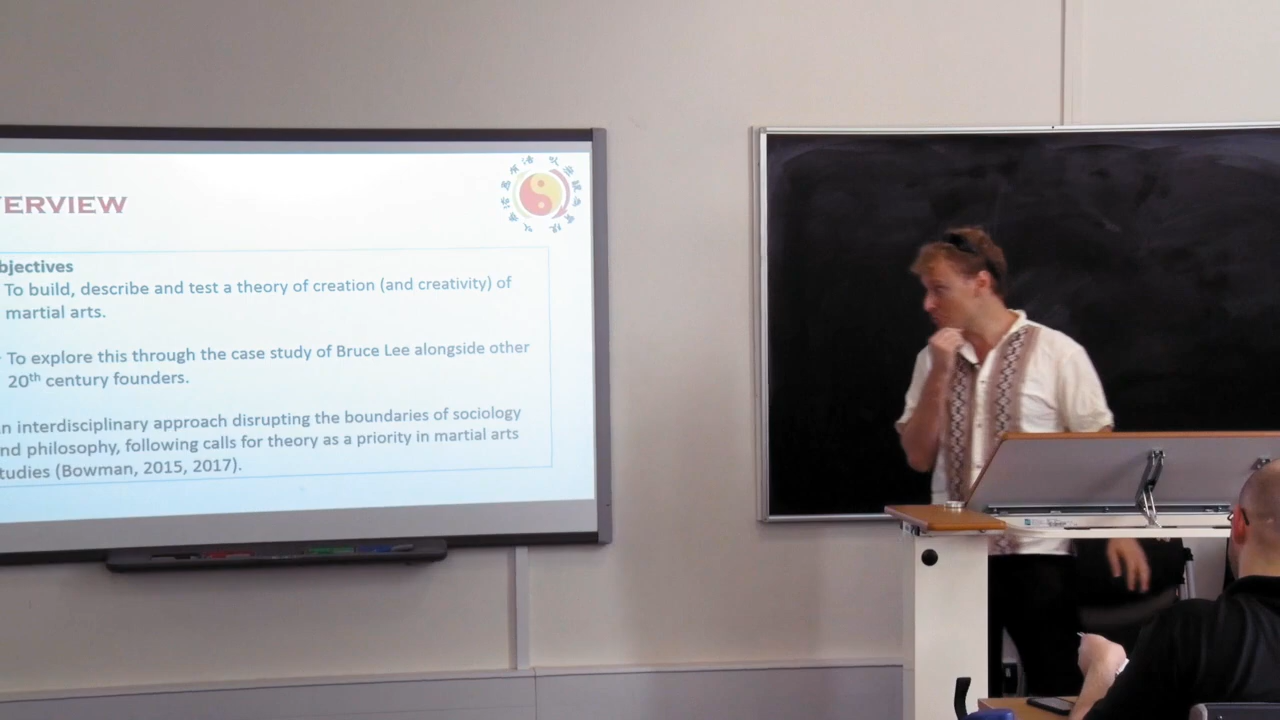 ERVIEW
bjectives
To build, describe and test a theory of creation (and creativity) of
martial arts.
To explore this through the case study of Bruce Lee alongside other
20th century founders.
n interdisciplinary approach disrupting the boundaries of sociology
nd philosophy, following calls for theory as a priority in martial arts
tudies (Bowman, 2015, 2017).